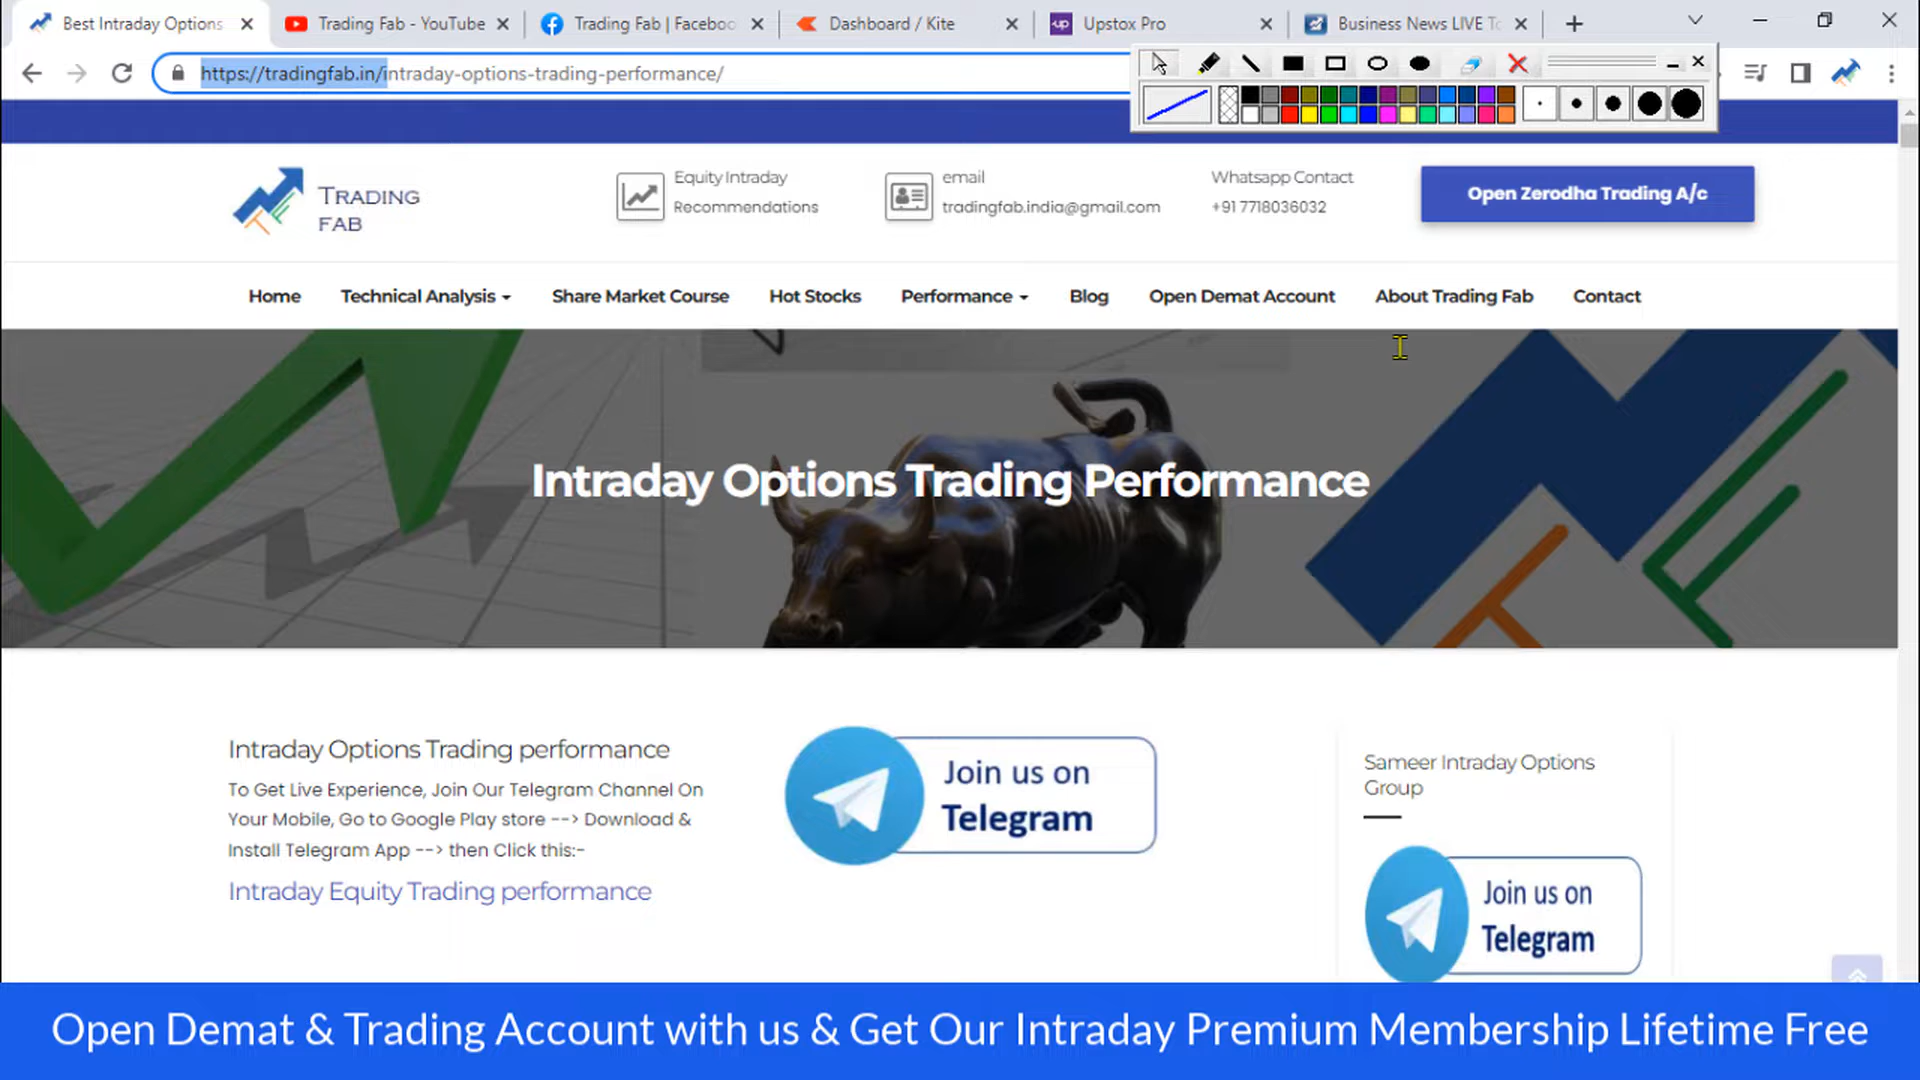 Best Intraday Options
Trading Fab - YouTube
Trading Fab | Faceboo
Dashboard / Kite
Upstox Pro
Business News LIVE To
https://tradingfab.in/intraday-options-trading-performance/
TRADING
FAB
Equity Intraday
Recommendations
email
tradingfab.india@gmail.com
Whatsapp Contact
+91 7718036032
Open Zerodha Trading A/c
Home
Technical Analysis
Share Market Course
Hot Stocks
Performance
Blog
Open Demat Account
About Trading Fab
Contact
Intraday Options Trading Performance
Intraday Options Trading performance
To Get Live Experience, Join Our Telegram Channel On
Your Mobile, Go to Google Play store --> Download &
Install Telegram App --> then Click this:-
Intraday Equity Trading performance
Join us on
Telegram
Sameer Intraday Options
Group
Join us on
Telegram
Open Demat & Trading Account with us & Get Our Intraday Premium Membership Lifetime Free